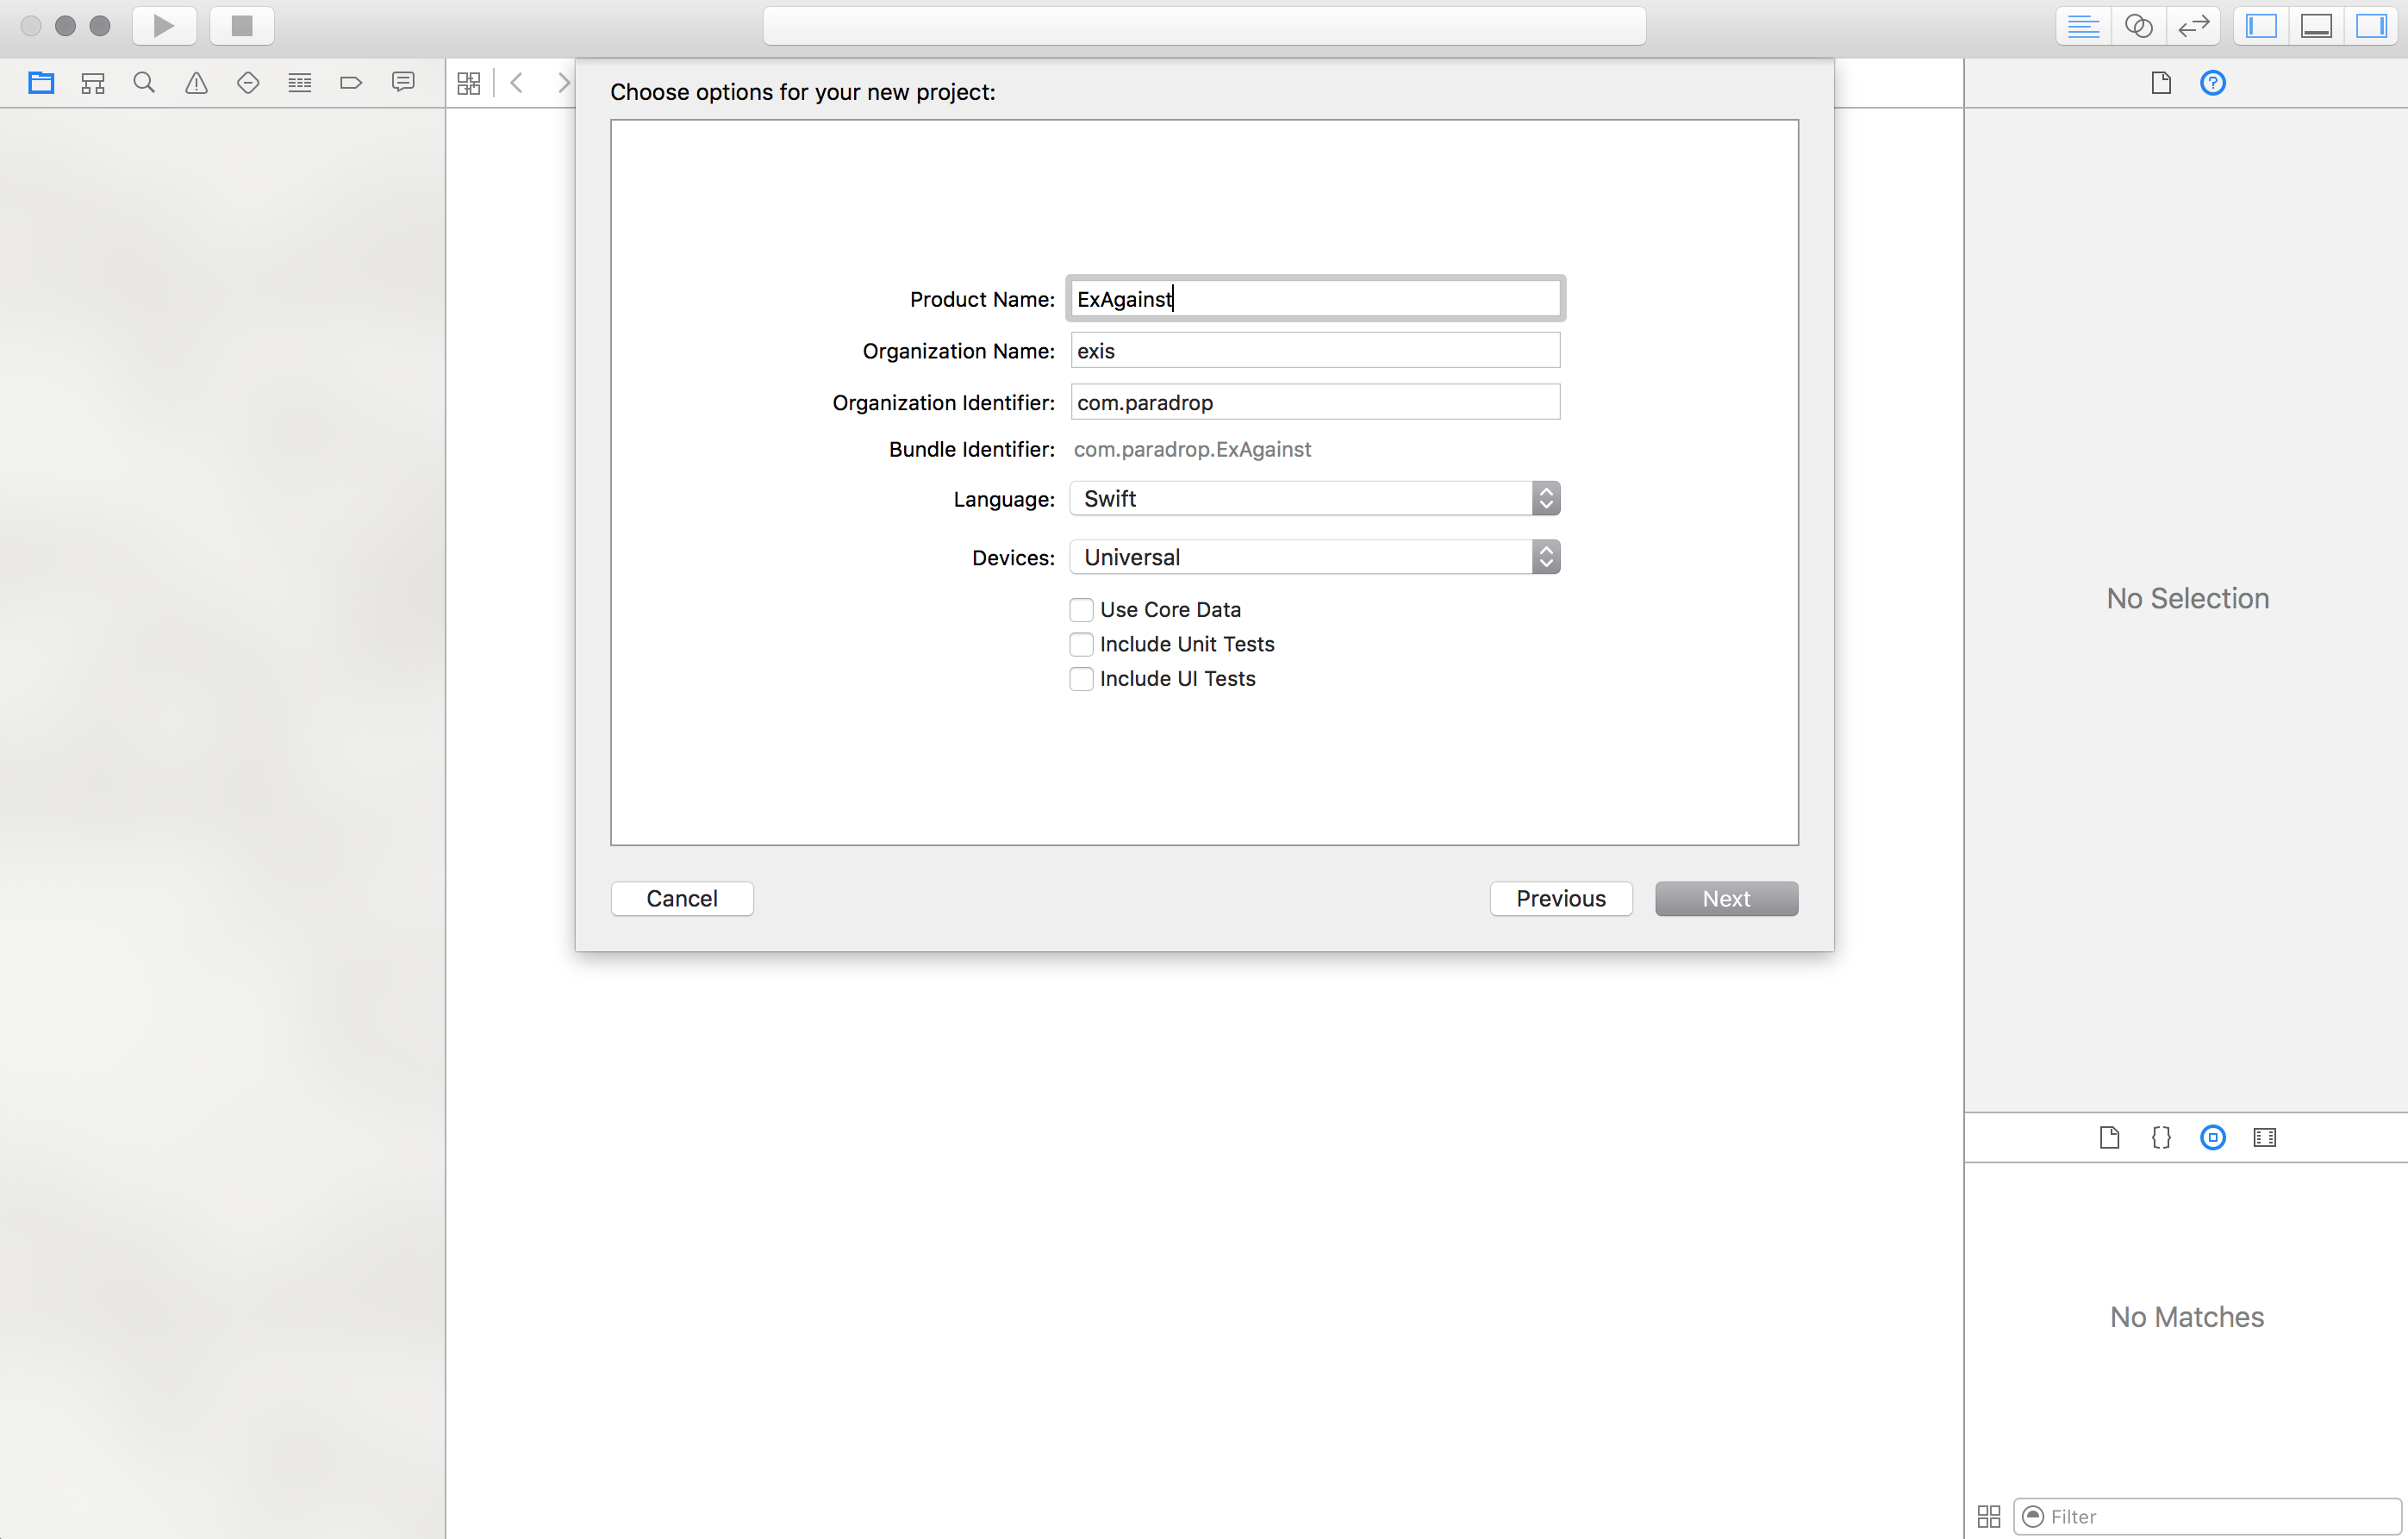 Choose options for your new project:
Product Name: ExAgainst
Organization Name: exis
Organization Identifier: com.paradrop
Bundle Identifier: com.paradrop.ExAgainst
Language: Swift
Devices: Universal
Use Core Data
Include Unit Tests
Include UI Tests
Cancel Previous Next
No Selection
No Matches
Filter